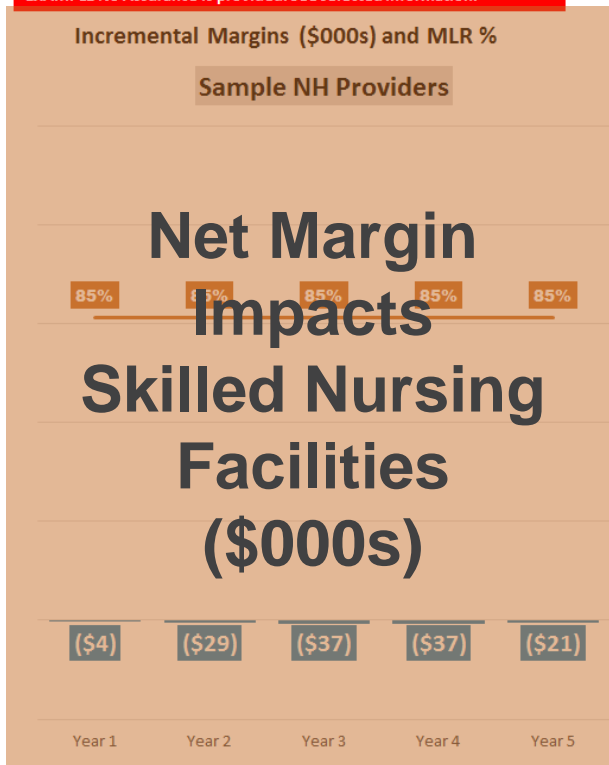 Incremental Margins ($000s) and MLR %
Sample NH Providers
Net Margin
85% 85% 85% 85% 85%
Impacts
Skilled Nursing
Facilities
($000s)
($4) ($29) ($37) ($37) ($21)
Year 1 Year 2 Year 3 Year 4 Year 5